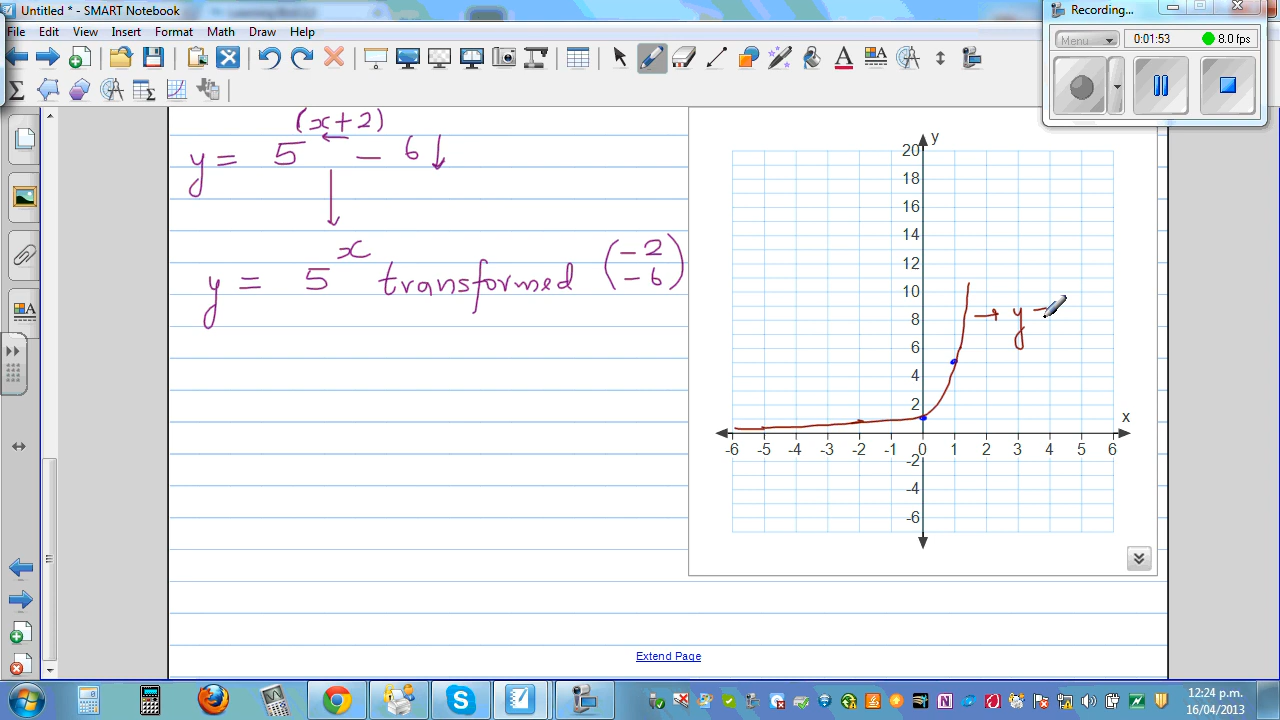 Untitled * - SMART Notebook
Recording...
File Edit View Insert Format Math Draw Help
Menu 0:01:53 8.0 fps
(x+2)
y = 5 - 6↓
x
y = 5 transformed (-2
-6)
y
20
18
16
14
12
10
8
6
4
2
→ y -
x
-6 -5 -4 -3 -2 -1 0 1 2 3 4 5 6
-2
-4
-6
Extend Page
12:24 p.m.
16/04/2013